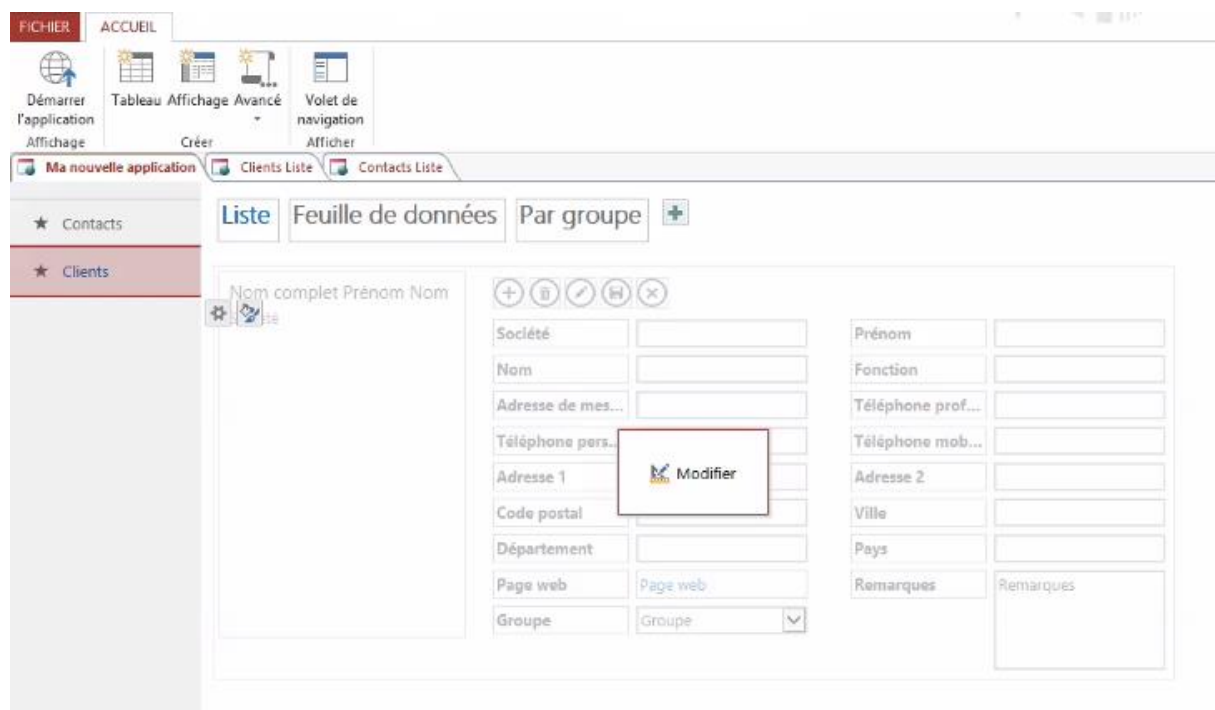 FICHIER ACCUEIL
Démarrer l'application
Tableau Affichage Avancé
Volet de navigation
Affichage Créer Afficher
Ma nouvelle application Clients Liste Contacts Liste
Contacts
Clients
Liste Feuille de données Par groupe
Nom complet Prénom Nom
Société Prénom
Nom Fonction
Adresse de mes... Téléphone prof...
Téléphone pers... Téléphone mob...
Modifier
Adresse 1 Adresse 2
Code postal Ville
Département Pays
Page web Page web Remarques Remarques
Groupe Groupe